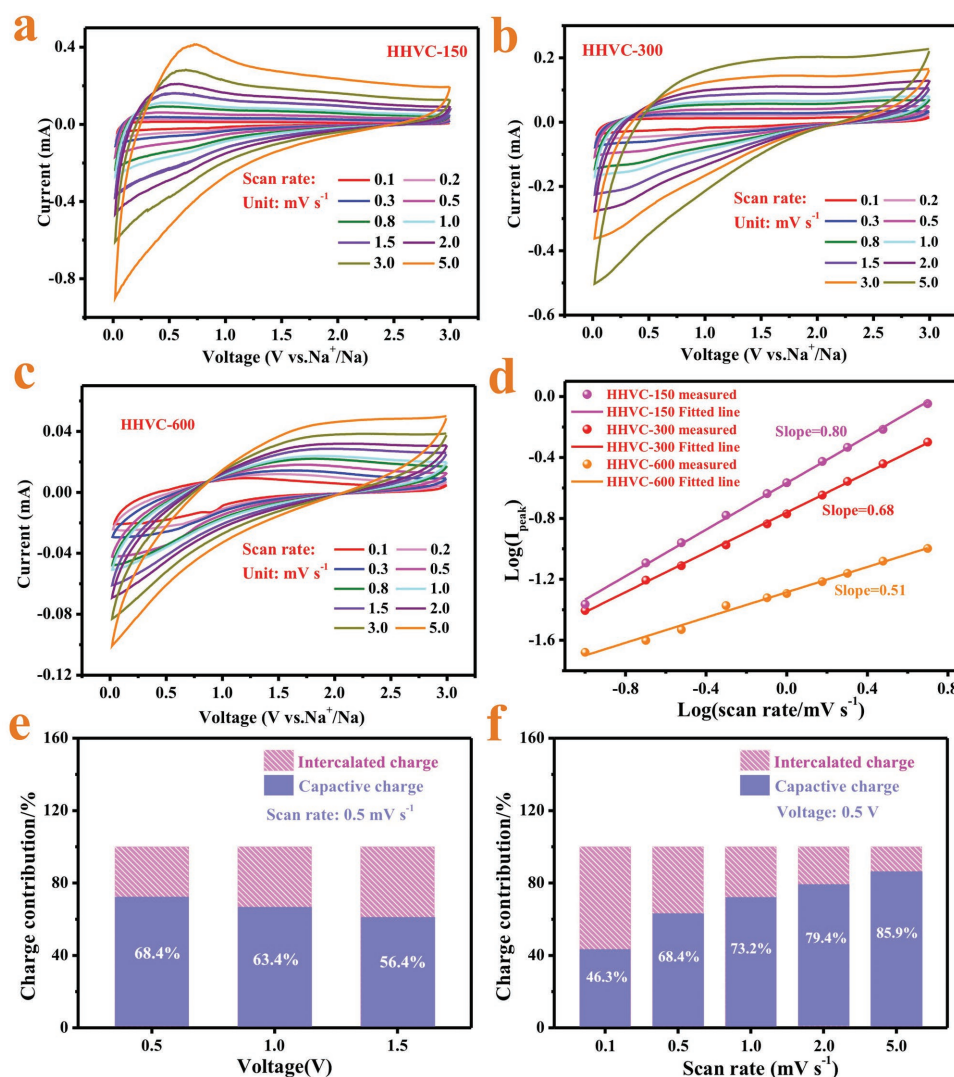 a
HHVC-150
0.4
0.0
-0.4
-0.8
Current (mA)
Scan rate:
Unit: mV s⁻¹
0.1 0.2
0.3 0.5
0.8 1.0
1.5 2.0
3.0 5.0
0.0 0.5 1.0 1.5 2.0 2.5 3.0
Voltage (V vs.Na⁺/Na)
b
HHVC-300
0.2
0.0
-0.2
-0.4
-0.6
Current (mA)
Scan rate:
Unit: mV s⁻¹
0.1 0.2
0.3 0.5
0.8 1.0
1.5 2.0
3.0 5.0
0.0 0.5 1.0 1.5 2.0 2.5 3.0
Voltage (V vs.Na⁺/Na)
c
HHVC-600
0.04
0.00
-0.04
-0.08
-0.12
Current (mA)
Scan rate:
Unit: mV s⁻¹
0.1 0.2
0.3 0.5
0.8 1.0
1.5 2.0
3.0 5.0
0.0 0.5 1.0 1.5 2.0 2.5 3.0
Voltage (V vs.Na⁺/Na)
d
HHVC-150 measured
HHVC-150 Fitted line
HHVC-300 measured
HHVC-300 Fitted line
HHVC-600 measured
HHVC-600 Fitted line
Slope=0.80
Slope=0.68
Slope=0.51
0.0
-0.4
-0.8
-1.2
-1.6
Log(Ipeak)
-0.8 -0.4 0.0 0.4 0.8
Log(scan rate/mV s⁻¹)
e
Intercalated charge
Capactive charge
Scan rate: 0.5 mV s⁻¹
160
120
80
40
0
Charge contribution/%
68.4% 63.4% 56.4%
0.5 1.0 1.5
Voltage(V)
f
Intercalated charge
Capactive charge
Voltage: 0.5 V
160
120
80
40
0
Charge contribution/%
46.3% 68.4% 73.2% 79.4% 85.9%
0.1 0.5 1.0 2.0 5.0
Scan rate (mV s⁻¹)